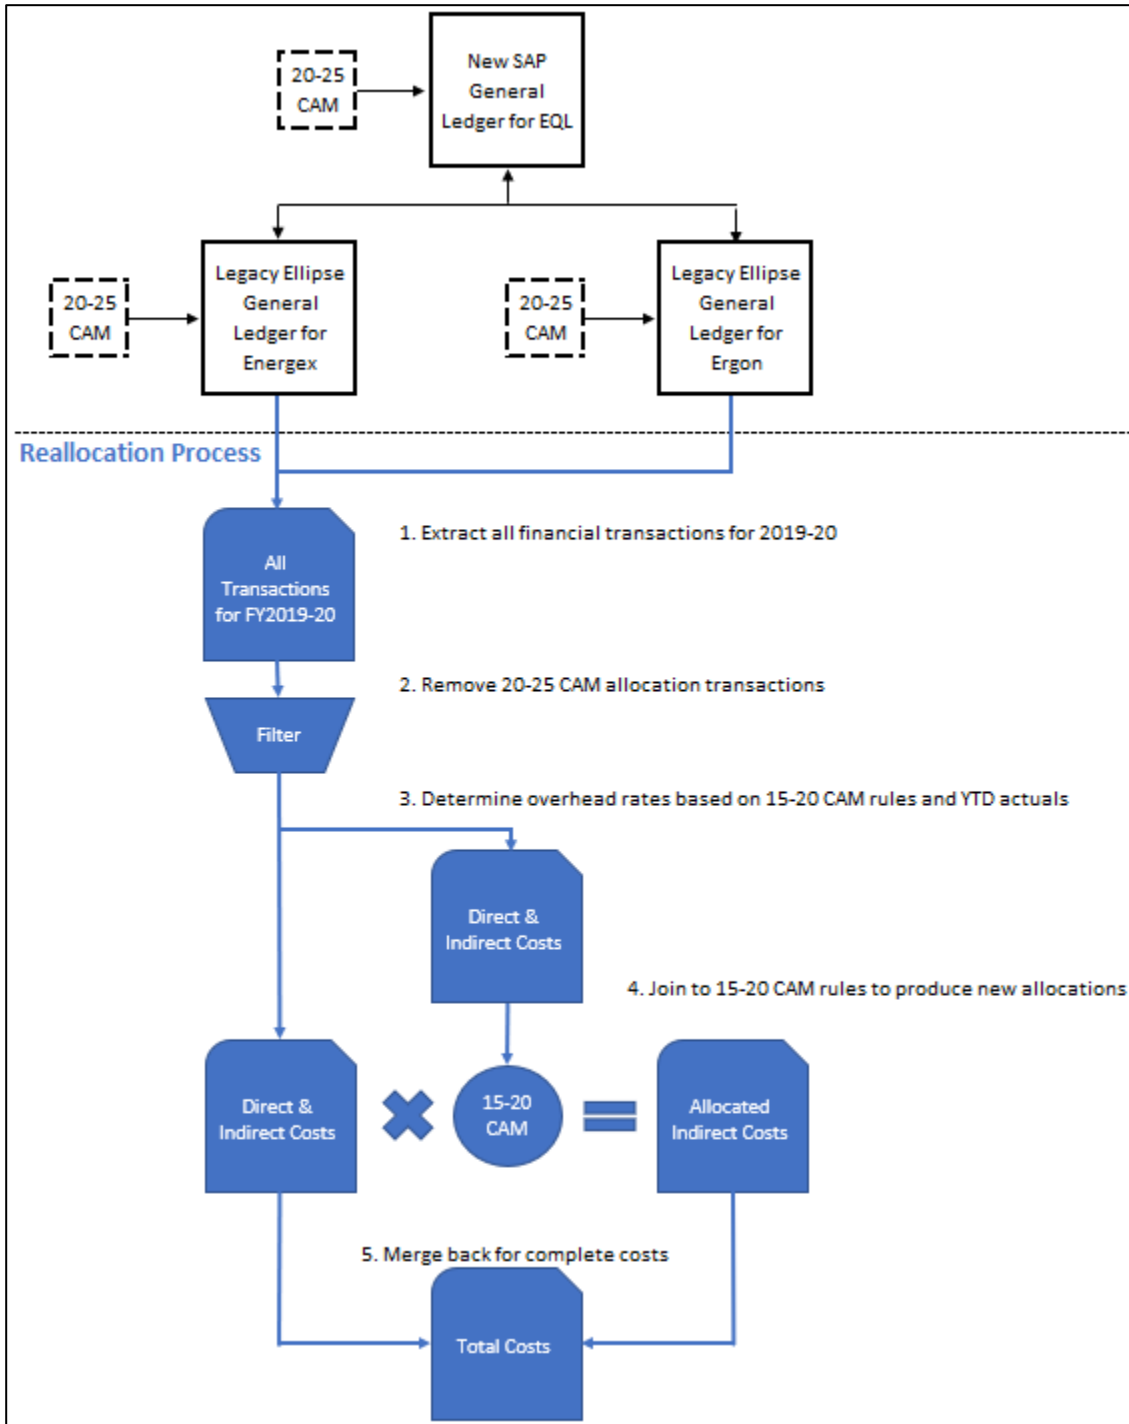 20-25
CAM
New SAP
General
Ledger for EQL
20-25
CAM
Legacy Ellipse
General
Ledger for
Energex
20-25
CAM
Legacy Ellipse
General
Ledger for
Ergon
Reallocation Process
All
Transactions
for FY2019-20
1. Extract all financial transactions for 2019-20
2. Remove 20-25 CAM allocation transactions
Filter
3. Determine overhead rates based on 15-20 CAM rules and YTD actuals
Direct &
Indirect Costs
4. Join to 15-20 CAM rules to produce new allocations
Direct &
Indirect Costs
15-20
CAM
Allocated
Indirect Costs
5. Merge back for complete costs
Total Costs